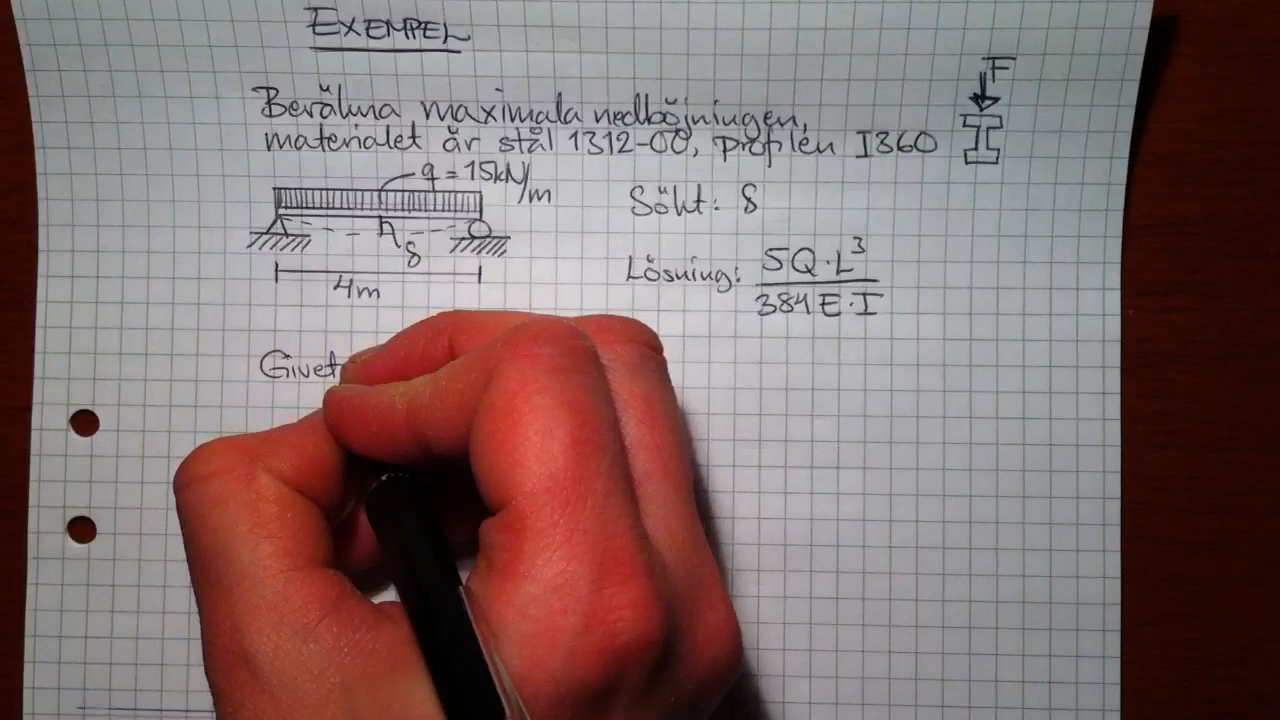 EXEMPEL
F
Beräkna maximala nedböjningen,
materialet är stål 1312-00, profilen I360
q = 15kN/m
Sökt: δ
δ
Lösning: 5Q·L³
384E·I
4m
Givet